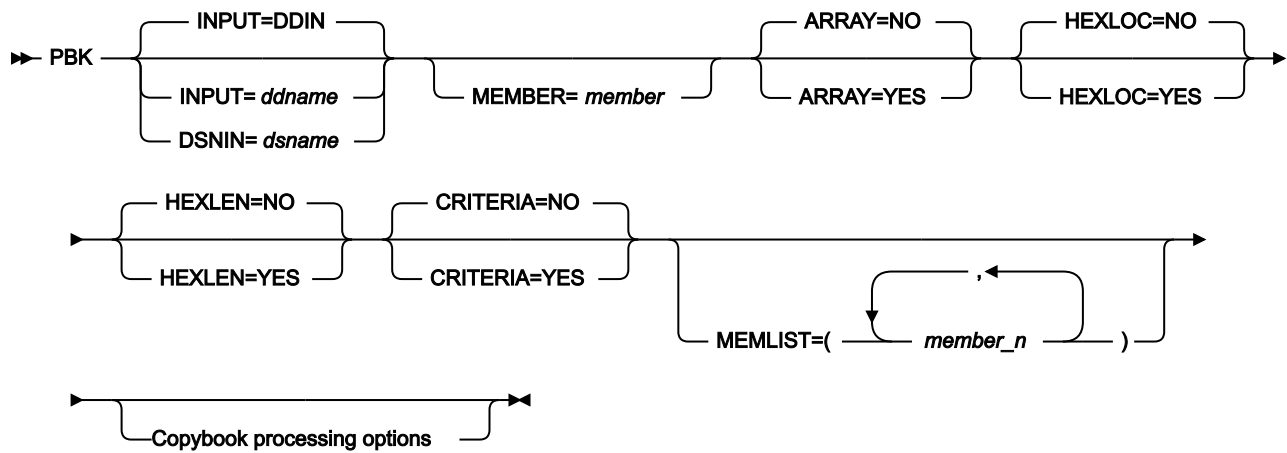 INPUT=DDIN
ARRAY=NO
HEXLOC=NO
PBK
INPUT= ddname
MEMBER= member
ARRAY=YES
HEXLOC=YES
DSNIN= dsname
HEXLEN=NO
CRITERIA=NO
HEXLEN=YES
CRITERIA=YES
,
MEMLIST=( member_n )
Copybook processing options